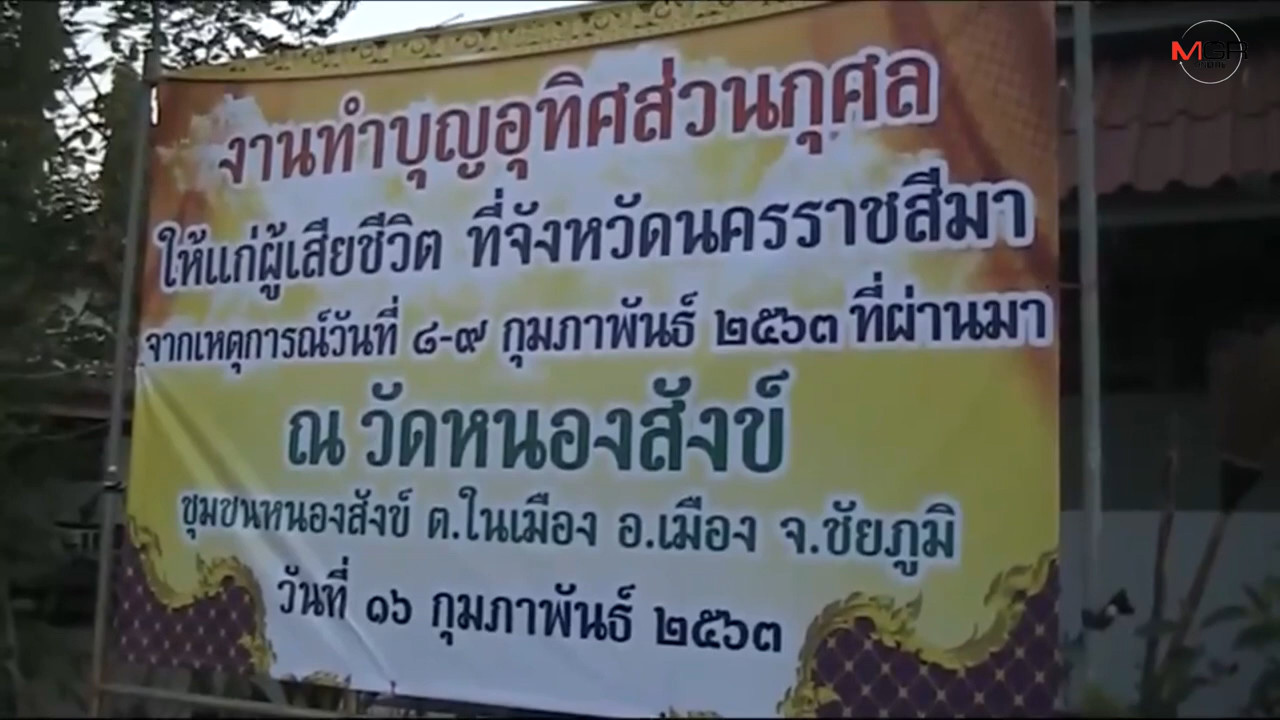 MGR
งานทำบุญอุทิศส่วนกุศล
ให้แก่ผู้เสียชีวิต ที่จังหวัดนครราชสีมา
จากเหตุการณ์วันที่ ๘-๙ กุมภาพันธ์ ๒๕๖๓ ที่ผ่านมา
ณ วัดหนองสังข์
ชุมชนหนองสังข์ ต.ในเมือง อ.เมือง จ.ชัยภูมิ
วันที่ ๑๖ กุมภาพันธ์ ๒๕๖๓